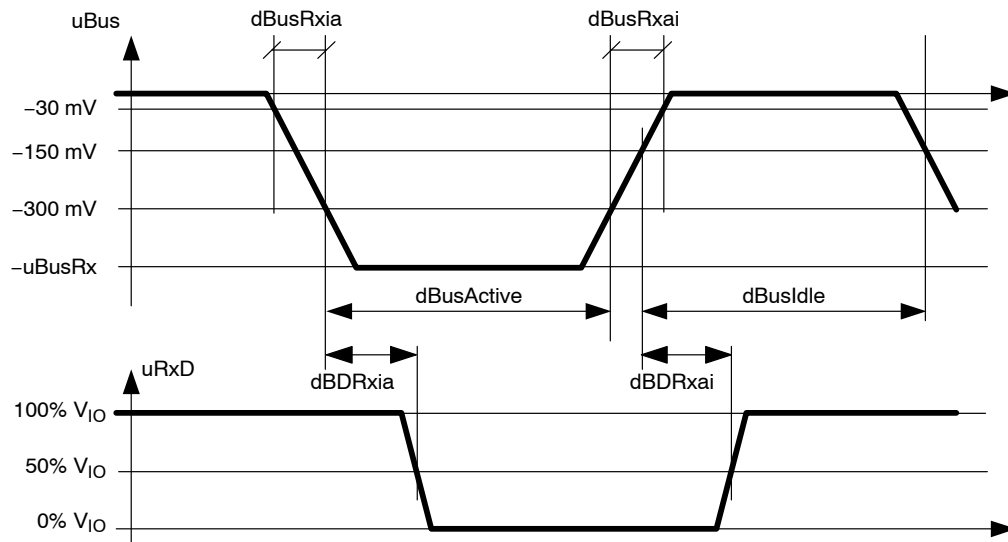 uBus
dBusRxia
dBusRxai
–30 mV
–150 mV
–300 mV
–uBusRx
dBusActive
dBusIdle
uRxD
dBDRxia
dBDRxai
100% VIO
50% VIO
0% VIO